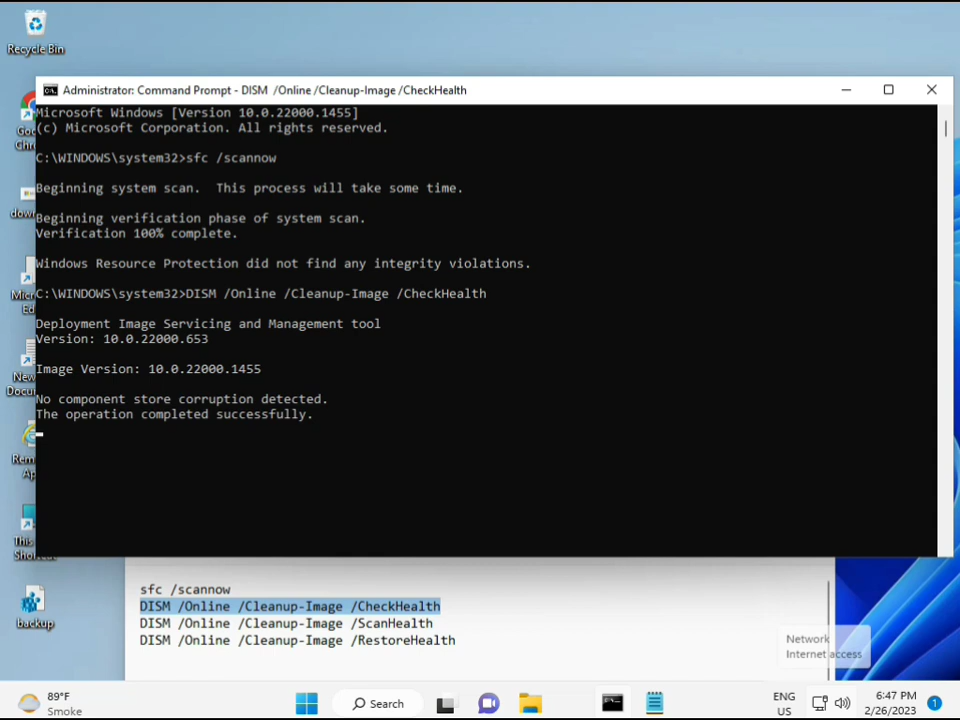 Recycle Bin
Administrator: Command Prompt - DISM /Online /Cleanup-Image /CheckHealth
Microsoft Windows [Version 10.0.22000.1455]
(c) Microsoft Corporation. All rights reserved.
C:\WINDOWS\system32>sfc /scannow
Beginning system scan.  This process will take some time.
Beginning verification phase of system scan.
Verification 100% complete.
Windows Resource Protection did not find any integrity violations.
C:\WINDOWS\system32>DISM /Online /Cleanup-Image /CheckHealth
Deployment Image Servicing and Management tool
Version: 10.0.22000.653
Image Version: 10.0.22000.1455
No component store corruption detected.
The operation completed successfully.
backup
sfc /scannow
DISM /Online /Cleanup-Image /CheckHealth
DISM /Online /Cleanup-Image /ScanHealth
DISM /Online /Cleanup-Image /RestoreHealth
Network
Internet access
89°F
Smoke
Search
ENG
US
6:47 PM
2/26/2023
1